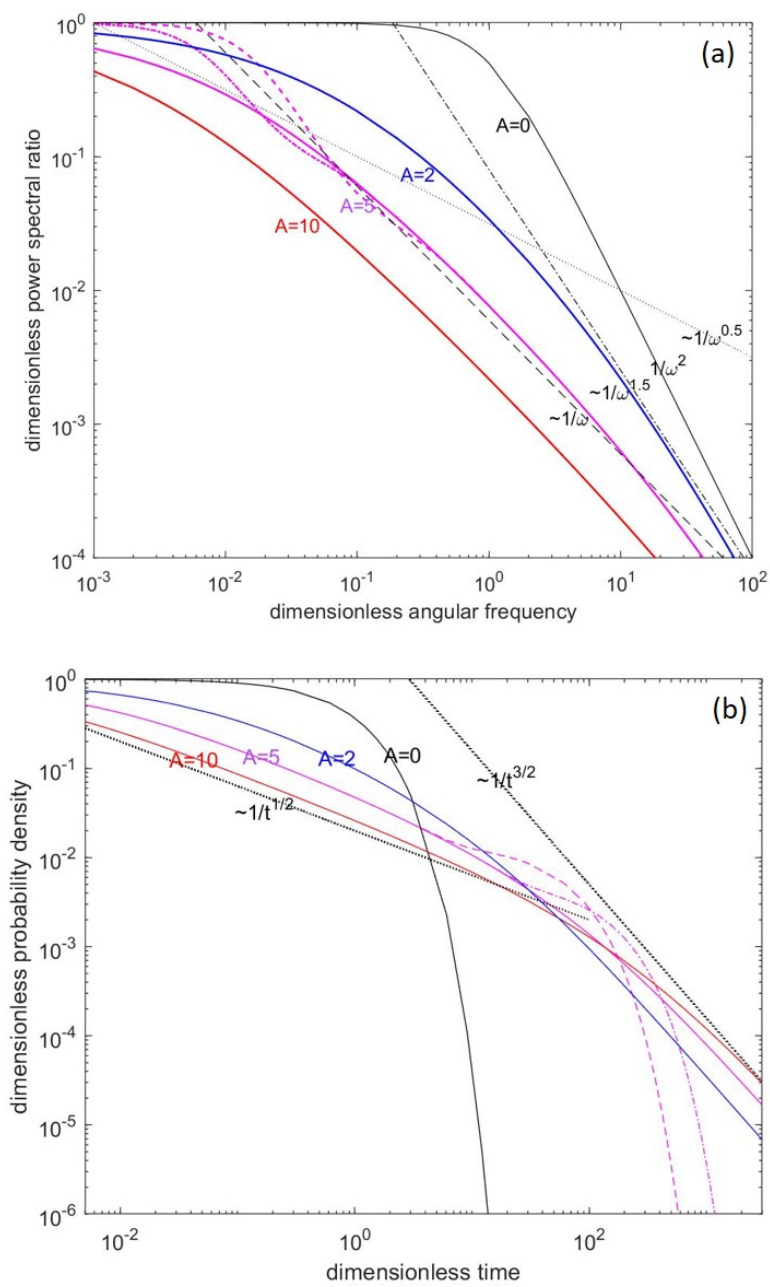 (a)
10^0
10^-1
10^-2
10^-3
10^-4
dimensionless power spectral ratio
A=0
A=2
A=5
A=10
~1/ω^0.5
1/ω^2
~1/ω^1.5
~1/ω
10^-3
10^-2
10^-1
10^0
10^1
10^2
dimensionless angular frequency
(b)
10^0
10^-1
10^-2
10^-3
10^-4
10^-5
10^-6
dimensionless probability density
A=10
A=5
A=2
A=0
~1/t^3/2
~1/t^1/2
10^-2
10^0
10^2
dimensionless time